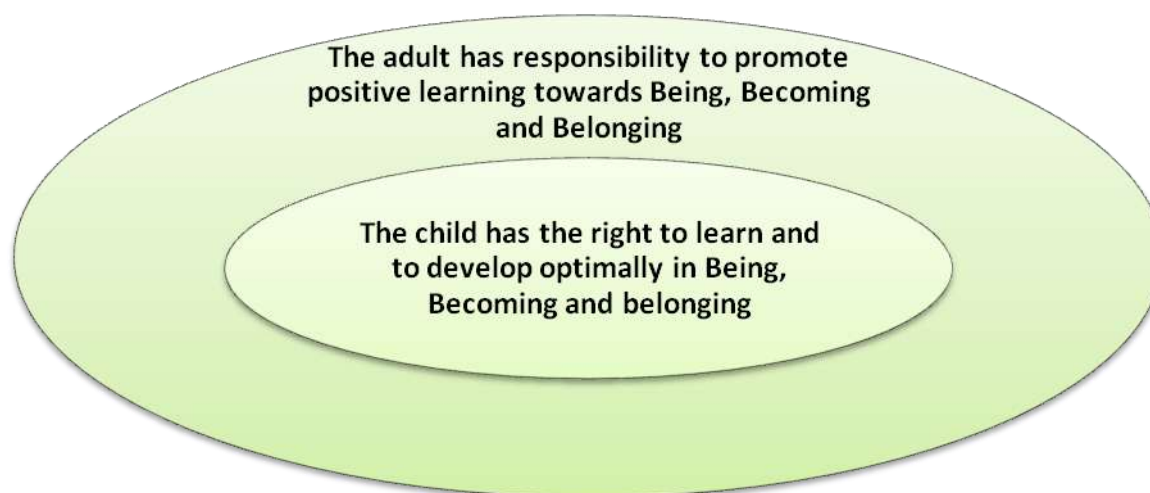 The adult has responsibility to promote
positive learning towards Being, Becoming
and Belonging
The child has the right to learn and
to develop optimally in Being,
Becoming and belonging